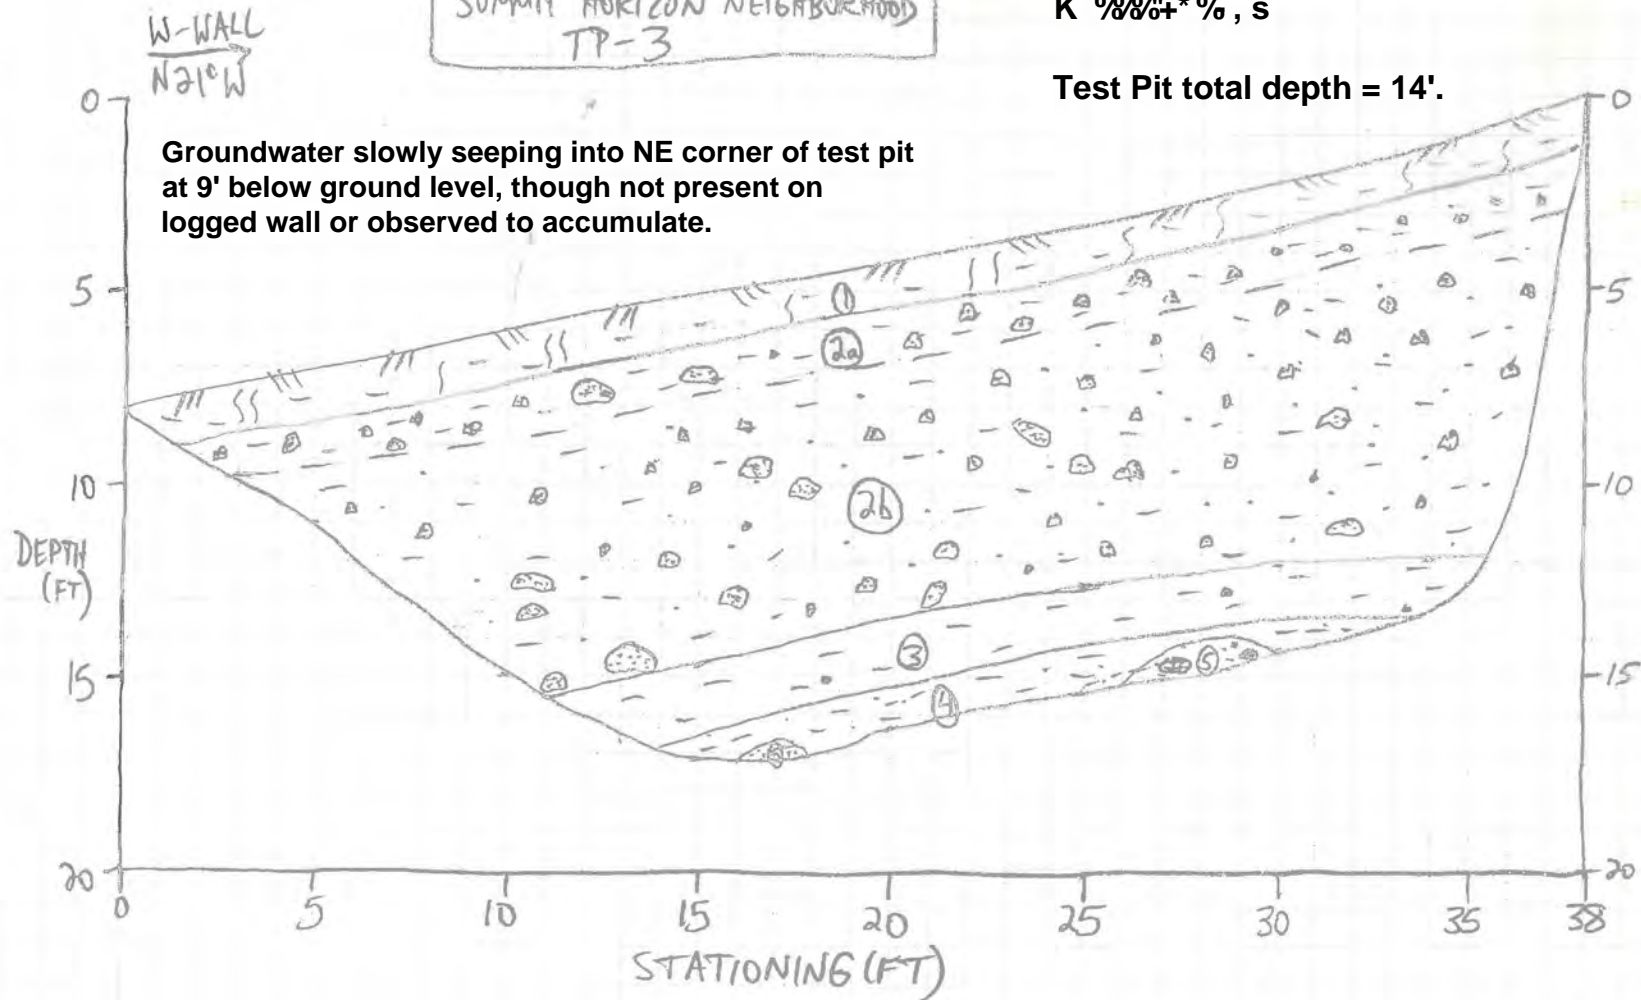 W-WALL
N21°W
SUMMIT HORIZON NEIGHBORHOOD
TP-3
Test Pit total depth = 14'.
Groundwater slowly seeping into NE corner of test pit
at 9' below ground level, though not present on
logged wall or observed to accumulate.
0
5
10
15
20
DEPTH
(FT)
0
5
10
15
20
1
2a
2b
3
4
5
5
0 5 10 15 20 25 30 35 38
STATIONING (FT)